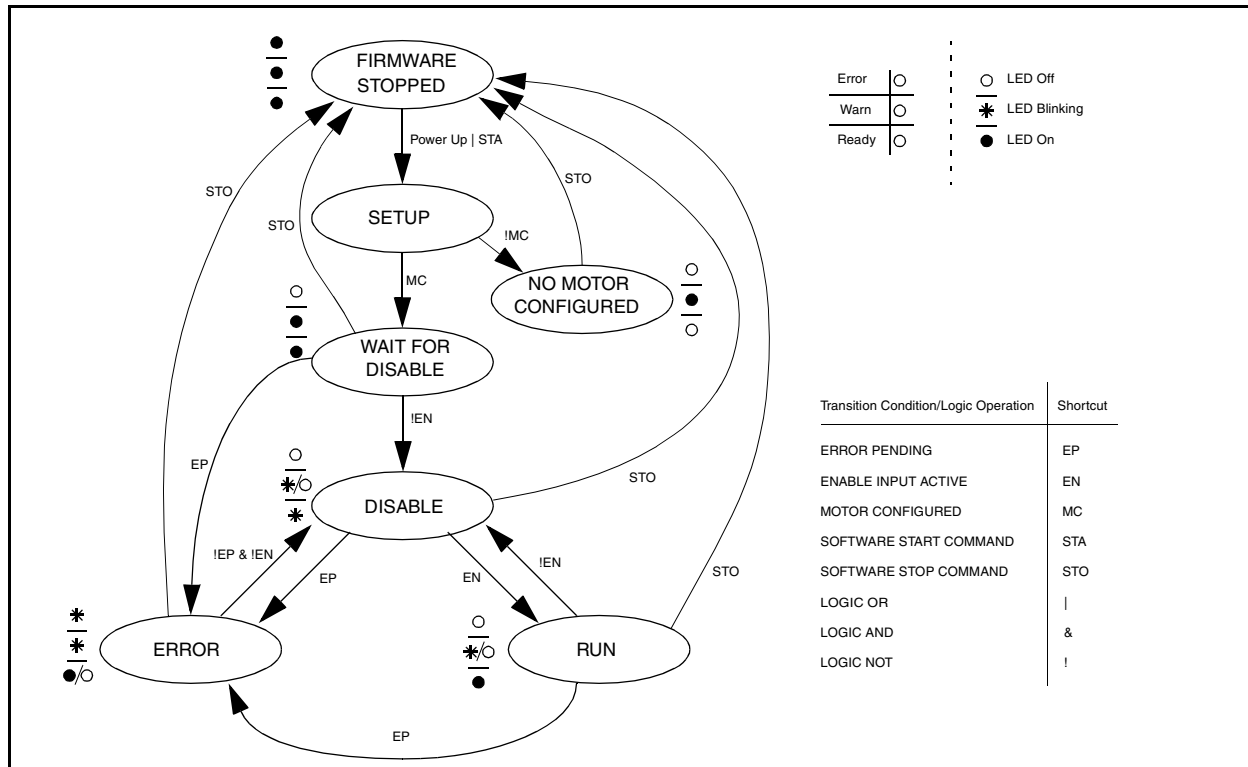 FIRMWARE
STOPPED
Error
Warn
Ready
LED Off
LED Blinking
LED On
Power Up | STA
STO
STO
STO
SETUP
!MC
MC
NO MOTOR
CONFIGURED
WAIT FOR
DISABLE
!EN
EP
STO
DISABLE
!EP & !EN
EP
EN
!EN
STO
ERROR
RUN
EP
Transition Condition/Logic Operation Shortcut
ERROR PENDING EP
ENABLE INPUT ACTIVE EN
MOTOR CONFIGURED MC
SOFTWARE START COMMAND STA
SOFTWARE STOP COMMAND STO
LOGIC OR |
LOGIC AND &
LOGIC NOT !